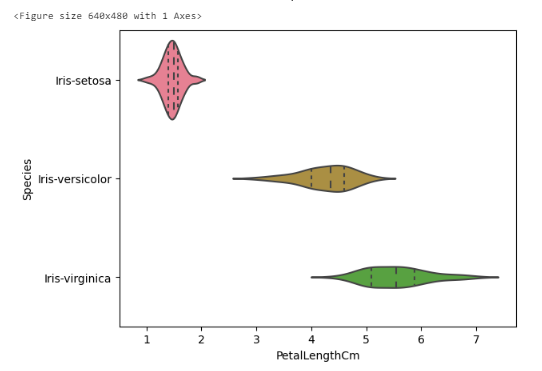 <Figure size 640x480 with 1 Axes>
Iris-setosa
Iris-versicolor
Iris-virginica
Species
1 2 3 4 5 6 7
PetalLengthCm